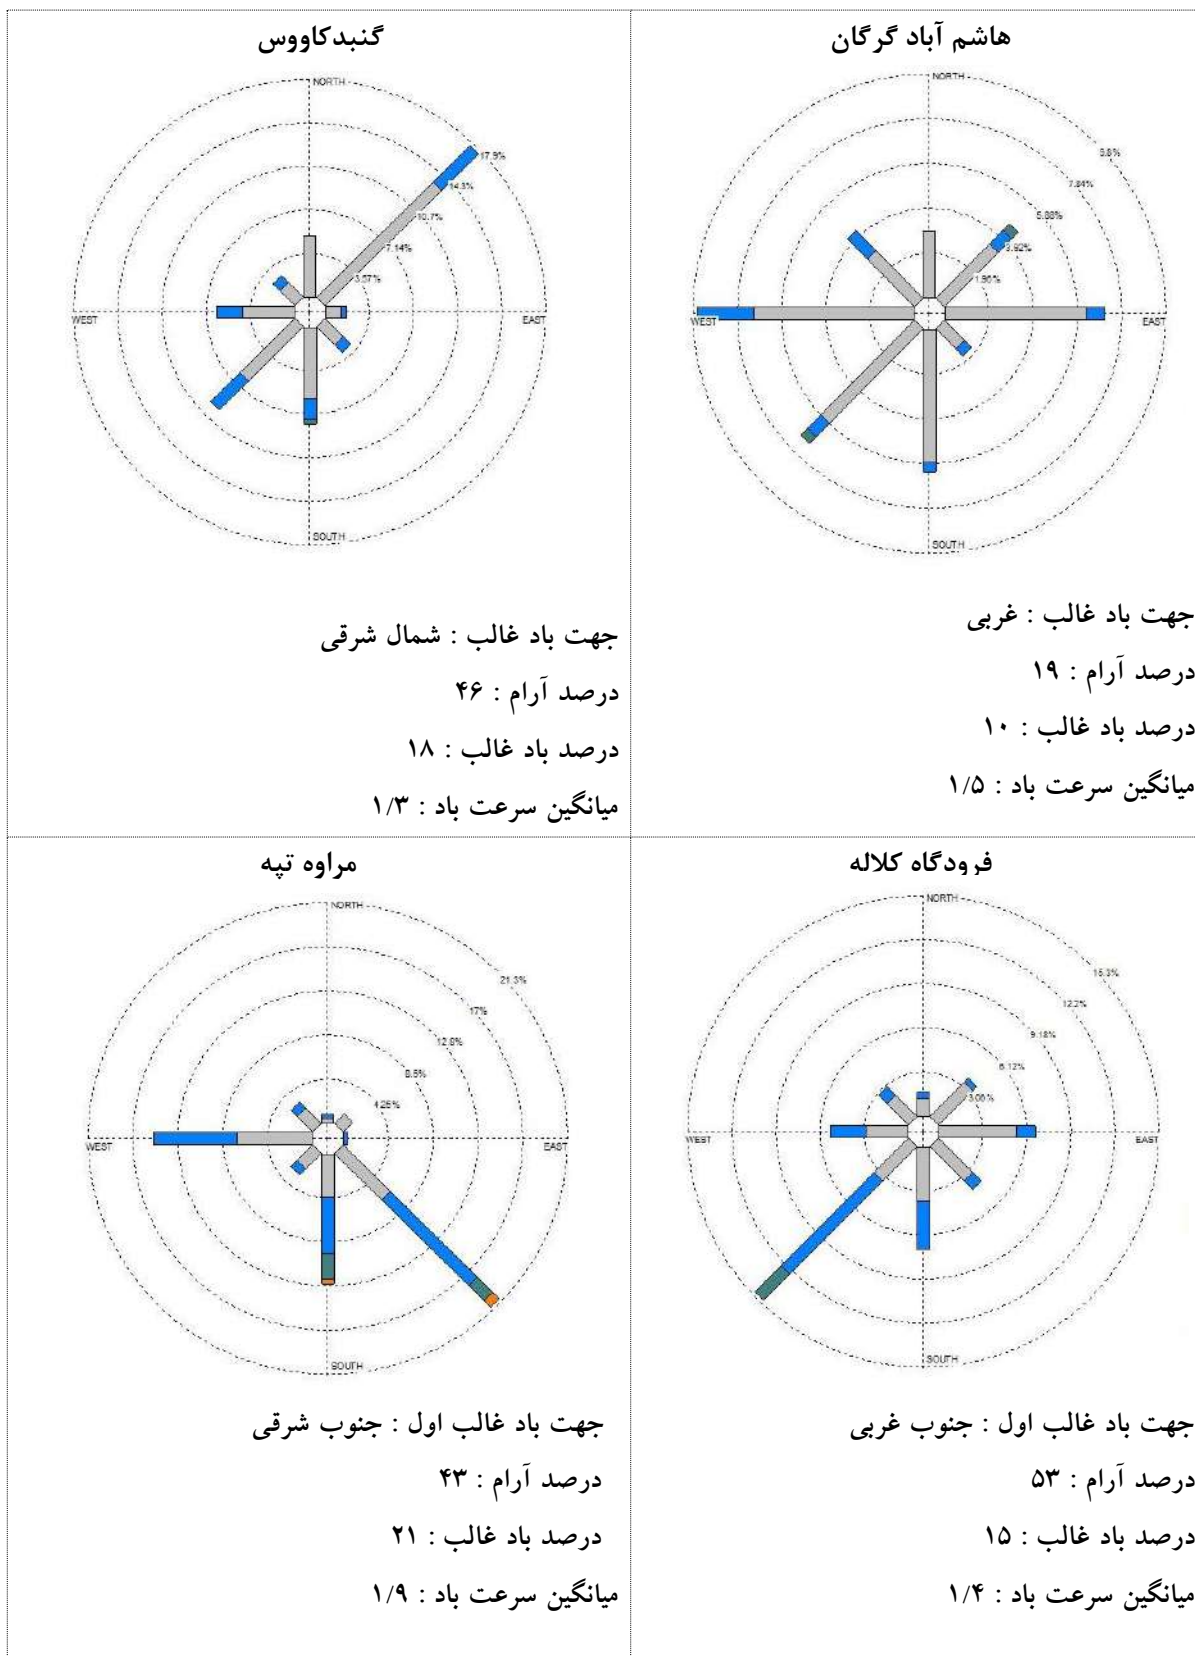 هاشم آباد گرگان
NORTH
9.8%
7.84%
5.88%
3.92%
1.96%
WEST
EAST
SOUTH
جهت باد غالب : غربی
درصد آرام : ۱۹
درصد باد غالب : ۱۰
میانگین سرعت باد : ۱/۵
گنبدکاووس
NORTH
17.9%
14.3%
10.7%
7.14%
3.57%
WEST
EAST
SOUTH
جهت باد غالب : شمال شرقی
درصد آرام : ۴۶
درصد باد غالب : ۱۸
میانگین سرعت باد : ۱/۳
فرودگاه کلاله
NORTH
15.3%
12.2%
9.18%
6.12%
3.06%
WEST
EAST
SOUTH
جهت باد غالب اول : جنوب غربی
درصد آرام : ۵۳
درصد باد غالب : ۱۵
میانگین سرعت باد : ۱/۴
مراوه تپه
NORTH
21.3%
17%
12.8%
8.5%
4.25%
WEST
EAST
SOUTH
جهت باد غالب اول : جنوب شرقی
درصد آرام : ۴۳
درصد باد غالب : ۲۱
میانگین سرعت باد : ۱/۹